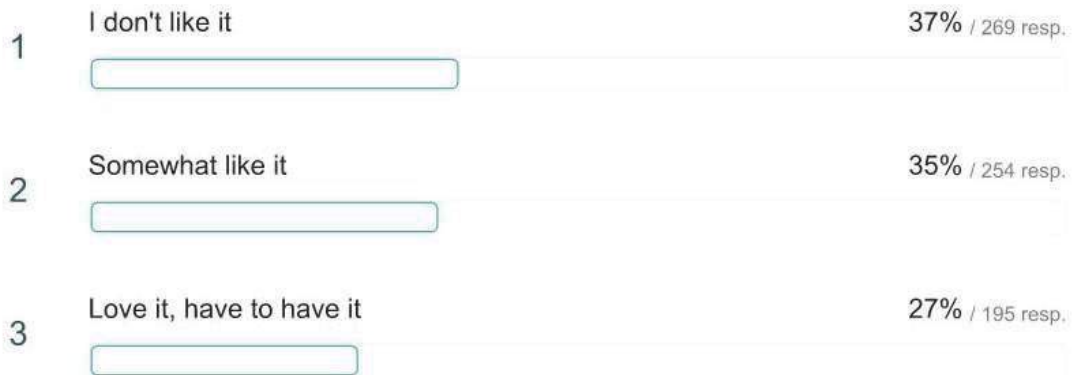 1 I don't like it 37% / 269 resp.
2 Somewhat like it 35% / 254 resp.
3 Love it, have to have it 27% / 195 resp.